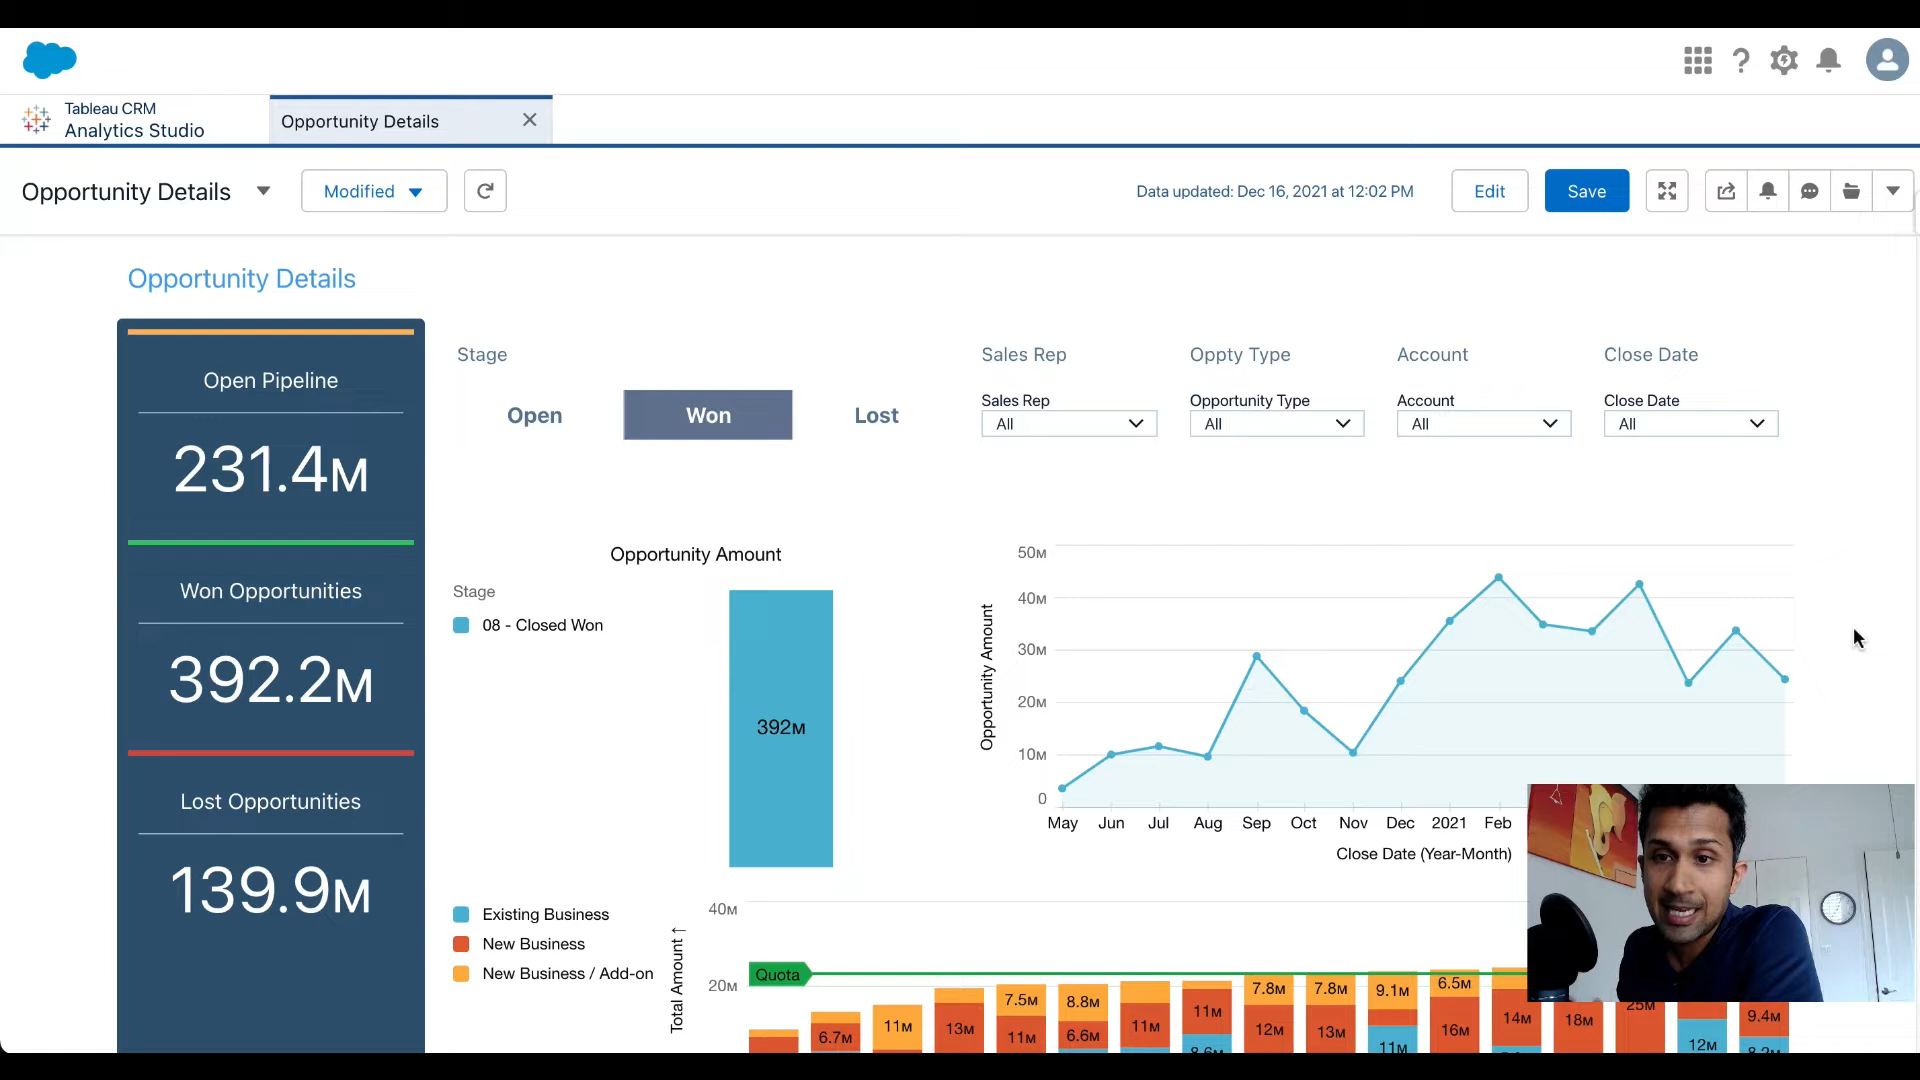 Tableau CRM
Analytics Studio
Opportunity Details
Opportunity Details
Modified
Data updated: Dec 16, 2021 at 12:02 PM
Edit
Save
Opportunity Details
Open Pipeline
231.4M
Won Opportunities
392.2M
Lost Opportunities
139.9M
Stage
Open
Won
Lost
Sales Rep
Sales Rep
All
Oppty Type
Opportunity Type
All
Account
Account
All
Close Date
Close Date
All
Opportunity Amount
Stage
08 - Closed Won
392M
Opportunity Amount
50M
40M
30M
20M
10M
0
May Jun Jul Aug Sep Oct Nov Dec 2021 Feb
Close Date (Year-Month)
Existing Business
New Business
New Business / Add-on
Total Amount ↑
40M
20M
Quota
7.5M 8.8M 7.8M 7.8M 9.1M 6.5M
6.7M 11M 13M 11M 6.6M 11M 11M 12M 13M 16M 14M 18M 25M 9.4M
8.6M 11M 12M 8.2M